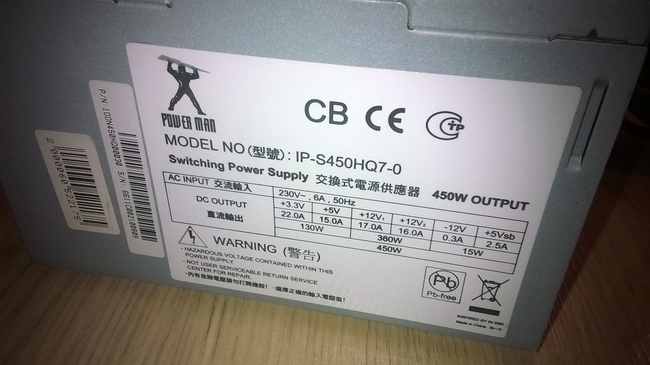 POWER MAN
CB CE
MODEL NO (型號): IP-S450HQ7-0
Switching Power Supply 交換式電源供應器 450W OUTPUT
AC INPUT 交流輸入 230V~, 6A, 50Hz
DC OUTPUT 直流輸出
+3.3V +5V +12V₁ +12V₂ -12V +5Vsb
22.0A 15.0A 17.0A 16.0A 0.3A 2.5A
130W 360W 15W
450W
WARNING (警告)
- HAZARDOUS VOLTAGE CONTAINED WITHIN THIS
POWER SUPPLY.
- NOT USER SERVICEABLE RETURN SERVICE
CENTER FOR REPAIR.
Pb
Pb-free
INSPIRED BY IN WIN
Made in China